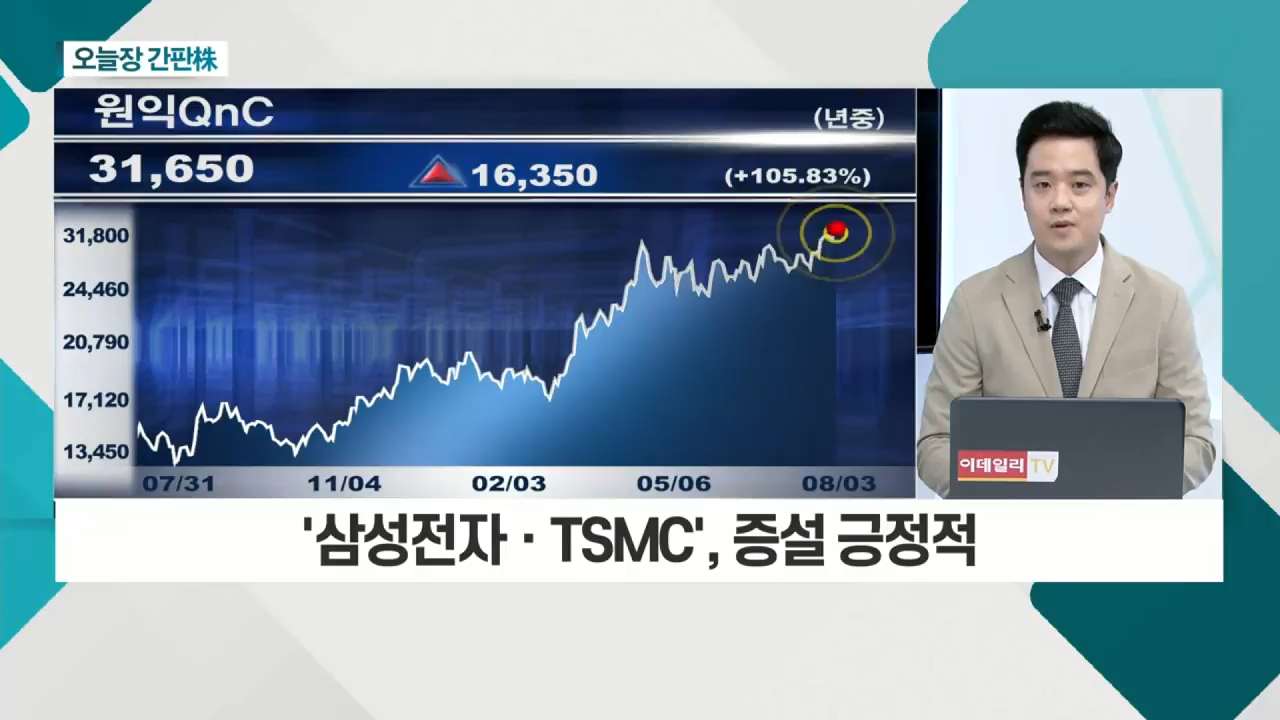 오늘장 간판株
원익QnC
(년중)
31,650 16,350 (+105.83%)
31,800
24,460
20,790
17,120
13,450
07/31 11/04 02/03 05/06 08/03
이데일리TV
'삼성전자·TSMC', 증설 긍정적